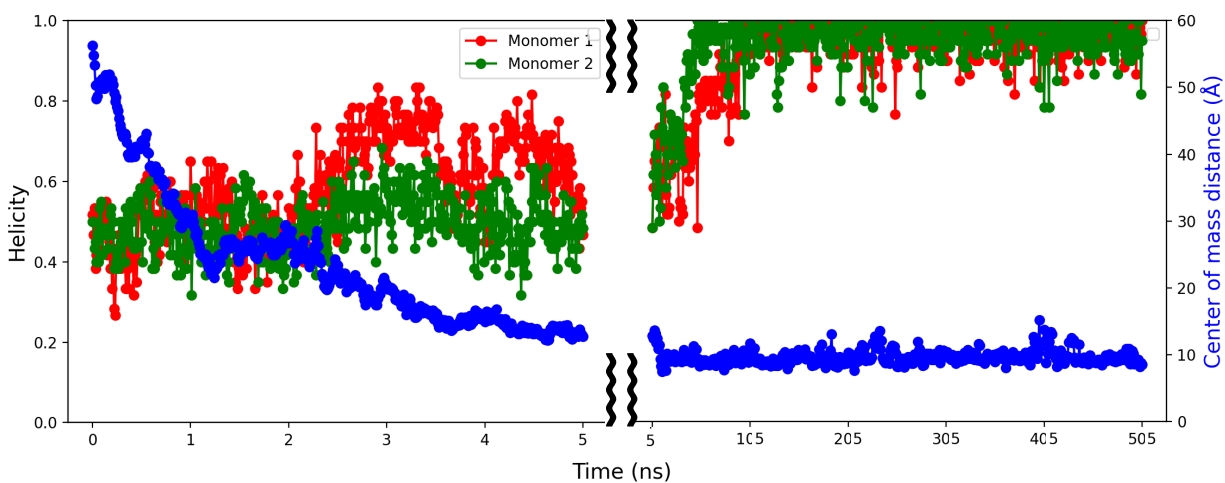 1.0
0.8
0.6
0.4
0.2
0.0
Helicity
Monomer 1
Monomer 2
0 1 2 3 4 5
5 105 205 305 405 505
Time (ns)
60
50
40
30
20
10
0
Center of mass distance (Å)